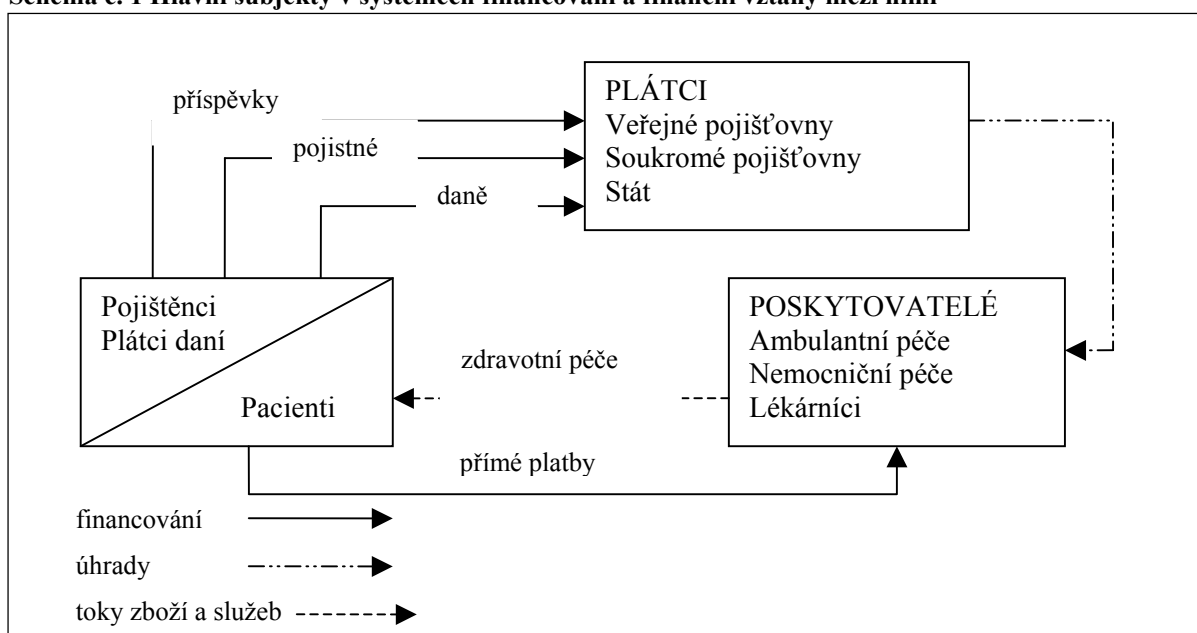 Schéma č. 1 Hlavní subjekty v systémech financování a finanční vztahy mezi nimi
příspěvky
pojistné
daně
PLÁTCI
Veřejné pojišťovny
Soukromé pojišťovny
Stát
Pojištěnci
Plátci daní
Pacienti
zdravotní péče
POSKYTOVATELÉ
Ambulantní péče
Nemocniční péče
Lékárníci
přímé platby
financování
úhrady
toky zboží a služeb